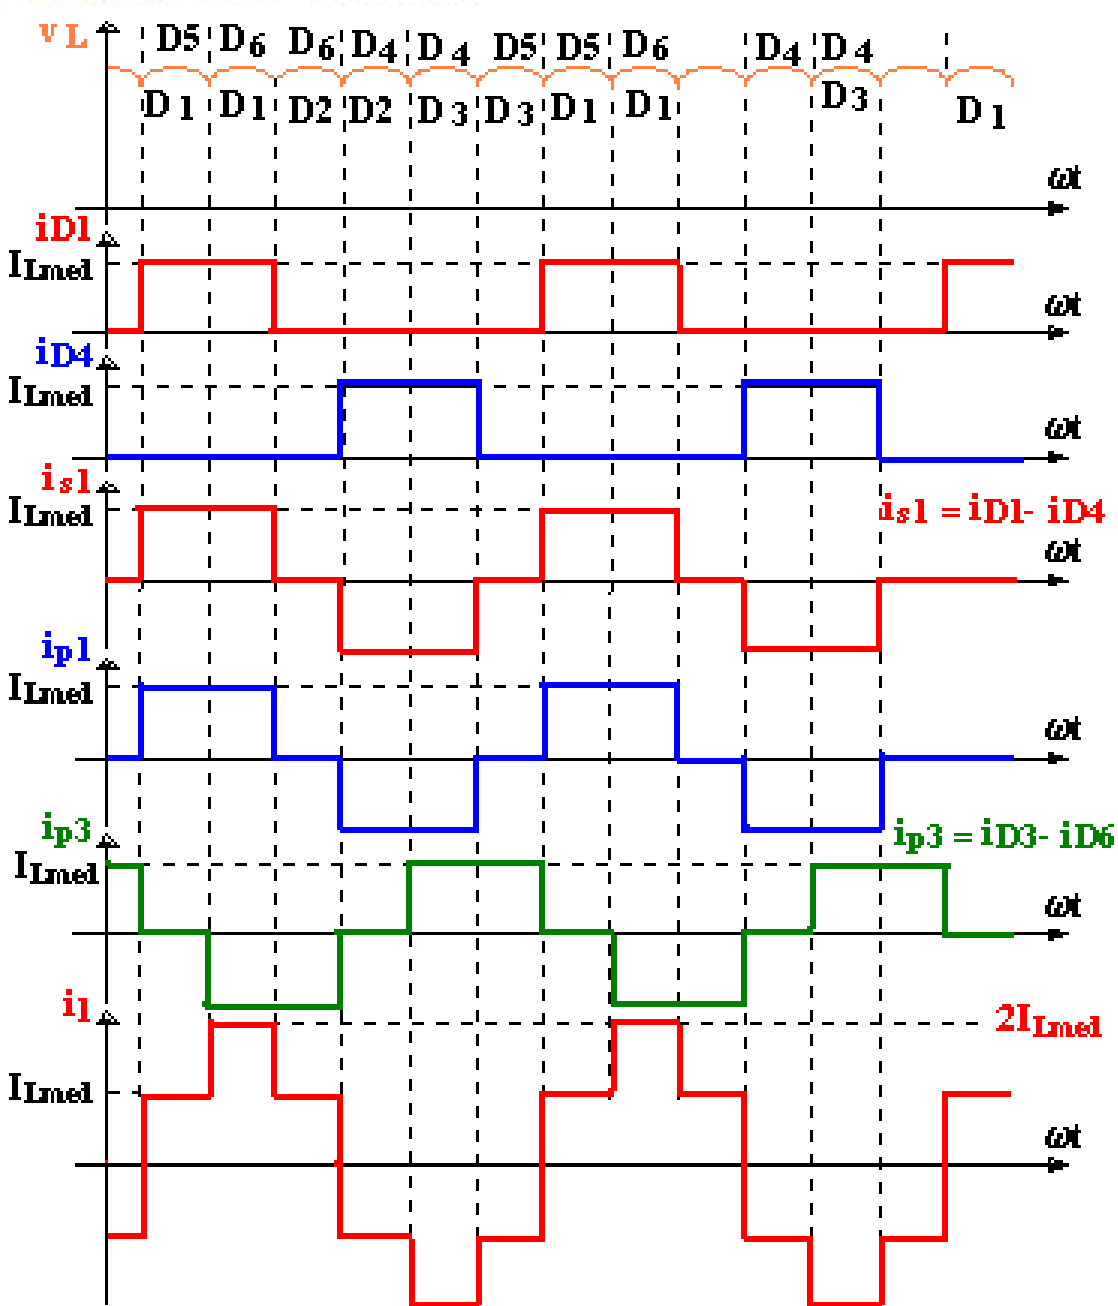 vL D5 D6 D6 D4 D4 D5 D5 D6 D4 D4
D1 D1 D2 D2 D3 D3 D1 D1 D3 D1
ωt
iD1
ILmed
ωt
iD4
ILmed
ωt
is1
ILmed
is1 = iD1- iD4
ωt
ip1
ILmed
ωt
ip3
ip3 = iD3- iD6
ILmed
ωt
i1
2ILmed
ILmed
ωt